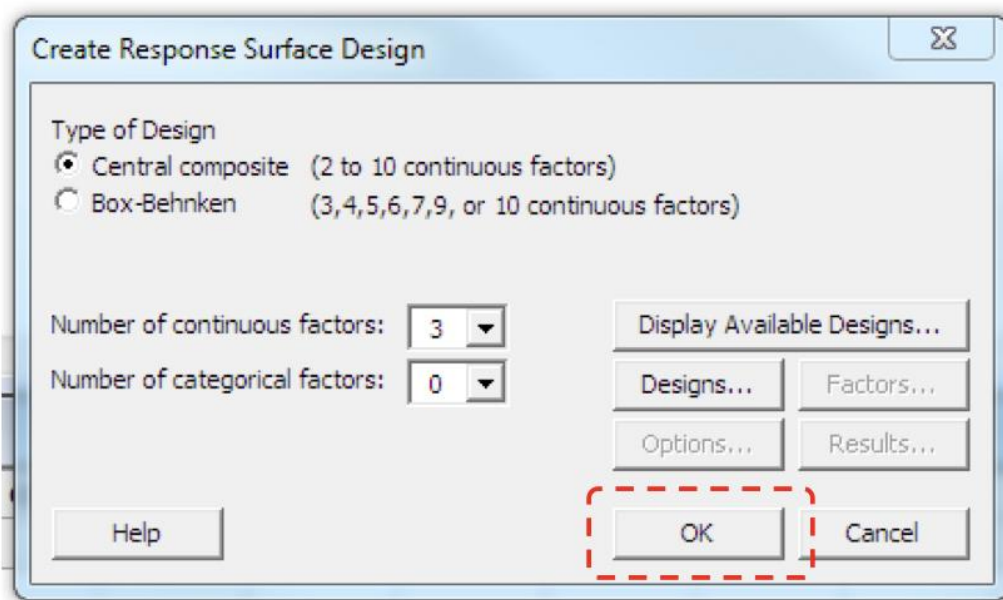 Create Response Surface Design
Type of Design
Central composite (2 to 10 continuous factors)
Box-Behnken (3,4,5,6,7,9, or 10 continuous factors)
Number of continuous factors: 3
Display Available Designs...
Number of categorical factors: 0
Designs... Factors...
Options... Results...
Help OK Cancel